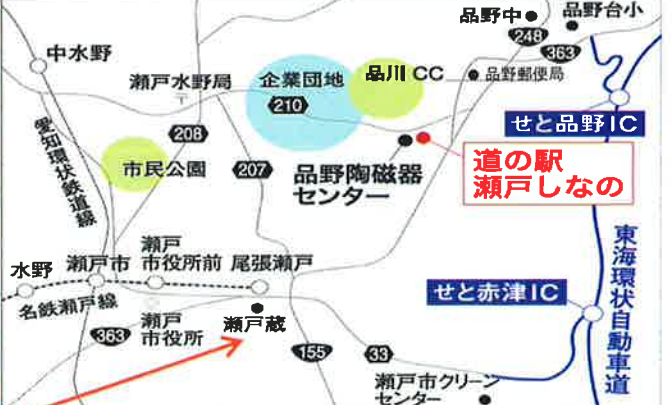 品野中
品野台小
248
363
中水野
瀬戸水野局
企業団地
品川 CC
品野郵便局
210
せと品野IC
208
愛知環状鉄道線
市民公園
207
品野陶磁器
センター
道の駅
瀬戸しなの
水野
瀬戸市
瀬戸
市役所前
尾張瀬戸
東海環状自動車道
せと赤津IC
名鉄瀬戸線
瀬戸
市役所
瀬戸蔵
363
155
33
瀬戸市クリーン
センター